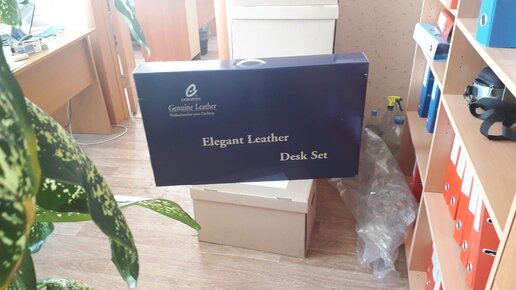 Genuine Leather
Elegant Leather
Desk Set